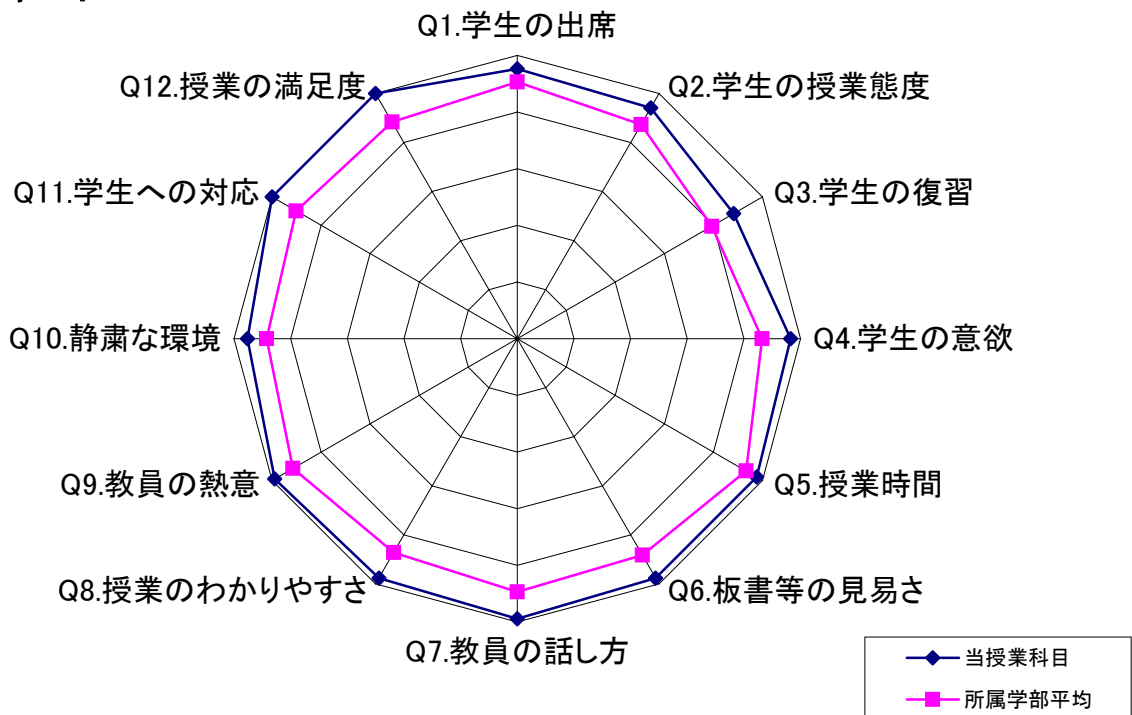 Q1.学生の出席
Q2.学生の授業態度
Q3.学生の復習
Q4.学生の意欲
Q5.授業時間
Q6.板書等の見易さ
Q7.教員の話し方
Q8.授業のわかりやすさ
Q9.教員の熱意
Q10.静粛な環境
Q11.学生への対応
Q12.授業の満足度
当授業科目
所属学部平均